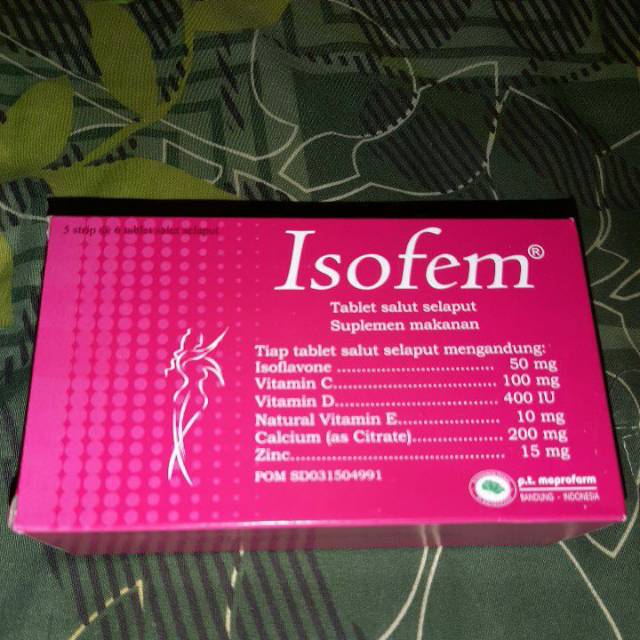 5 strip @ 6 tablet salut selaput
Isofem®
Tablet salut selaput
Suplemen makanan
Tiap tablet salut selaput mengandung:
Isoflavone ................................ 50 mg
Vitamin C................................. 100 mg
Vitamin D................................. 400 IU
Natural Vitamin E....................... 10 mg
Calcium (as Citrate)................... 200 mg
Zinc........................................... 15 mg
POM SD031504991
p.t. meprofarm
BANDUNG - INDONESIA